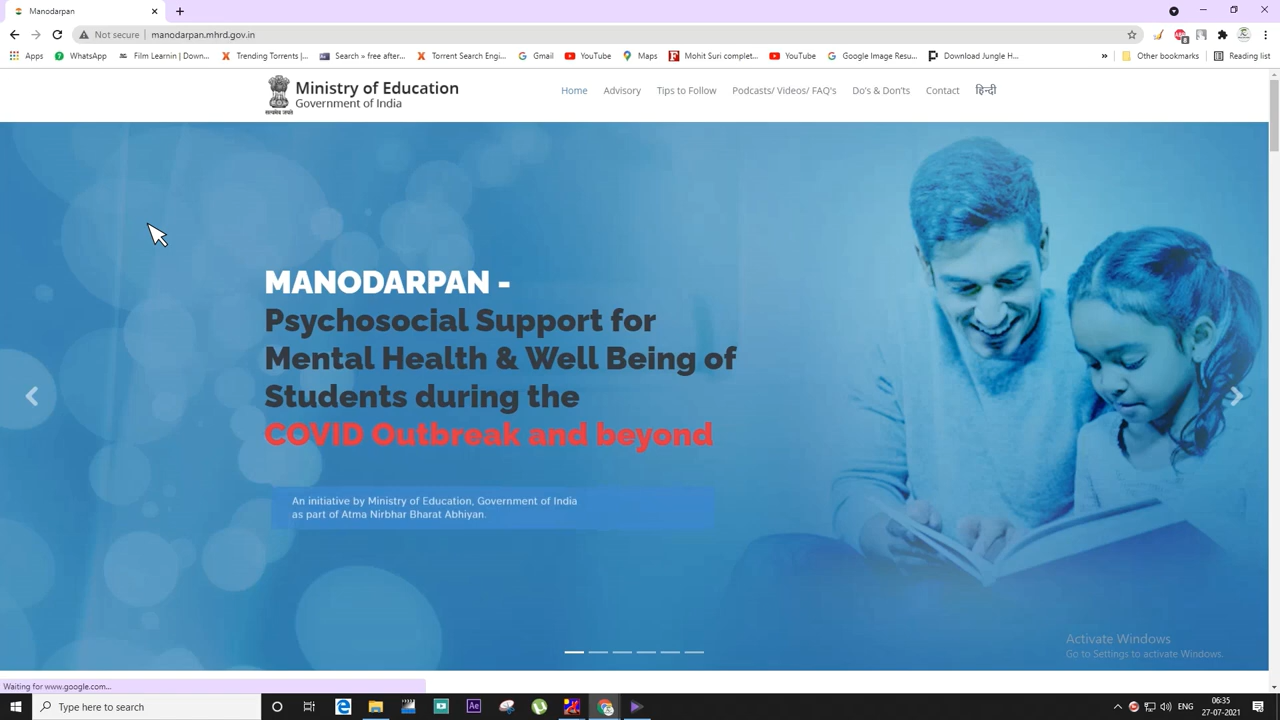 Manodarpan
Not secure | manodarpan.mhrd.gov.in
Apps WhatsApp Film Learnin | Down... Trending Torrents |... Search » free after... Torrent Search Engi... Gmail YouTube Maps Mohit Suri complet... YouTube Google Image Resu... Download Jungle H... » Other bookmarks Reading list
Ministry of Education
Government of India
सत्यमेव जयते
Home Advisory Tips to Follow Podcasts/ Videos/ FAQ's Do's & Don'ts Contact हिन्दी
MANODARPAN -
Psychosocial Support for
Mental Health & Well Being of
Students during the
COVID Outbreak and beyond
An initiative by Ministry of Education, Government of India
as part of Atma Nirbhar Bharat Abhiyan.
Activate Windows
Go to Settings to activate Windows.
Waiting for www.google.com...
Type here to search
Ae
ENG
06:35
27-07-2021